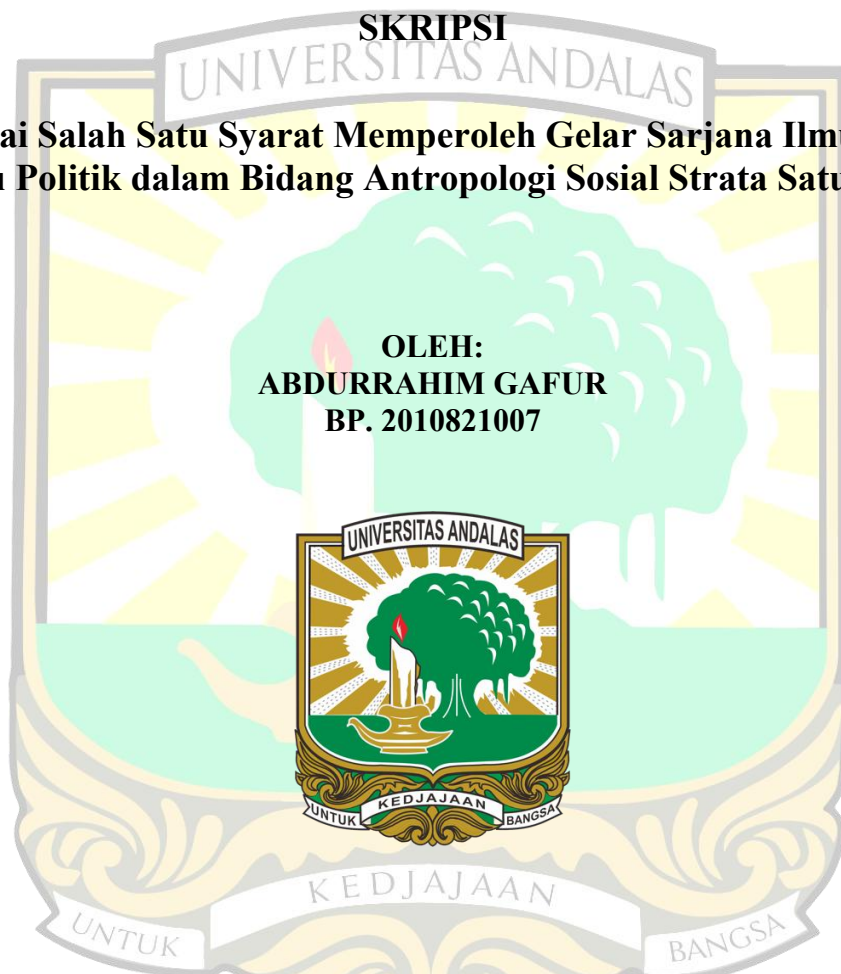 SKRIPSI
UNIVERSITAS ANDALAS
ai Salah Satu Syarat Memperoleh Gelar Sarjana Ilmu
Politik dalam Bidang Antropologi Sosial Strata Satu
OLEH:
ABDURRAHIM GAFUR
BP. 2010821007
UNIVERSITAS ANDALAS
UNTUK KEDJAJAAN BANGSA
UNTUK KEDJAJAAN BANGSA